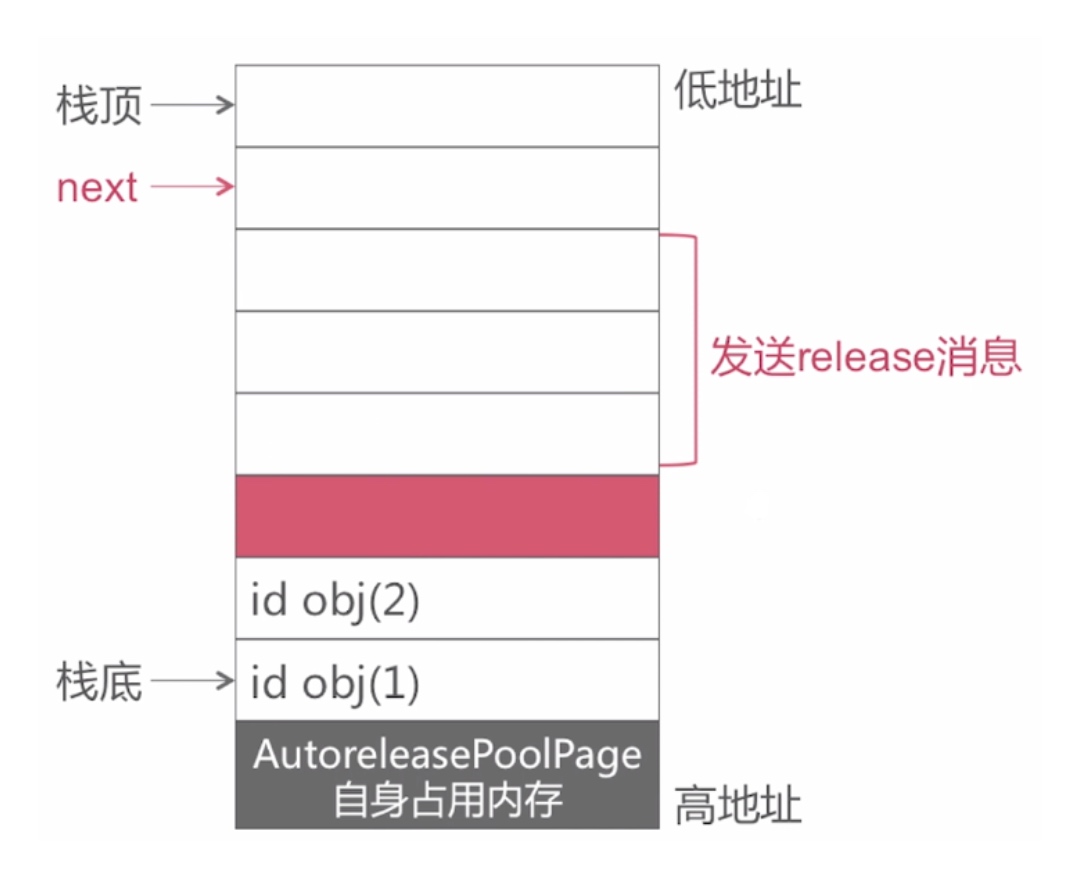 栈顶
低地址
next
发送release消息
id obj(2)
栈底
id obj(1)
AutoreleasePoolPage
自身占用内存
高地址